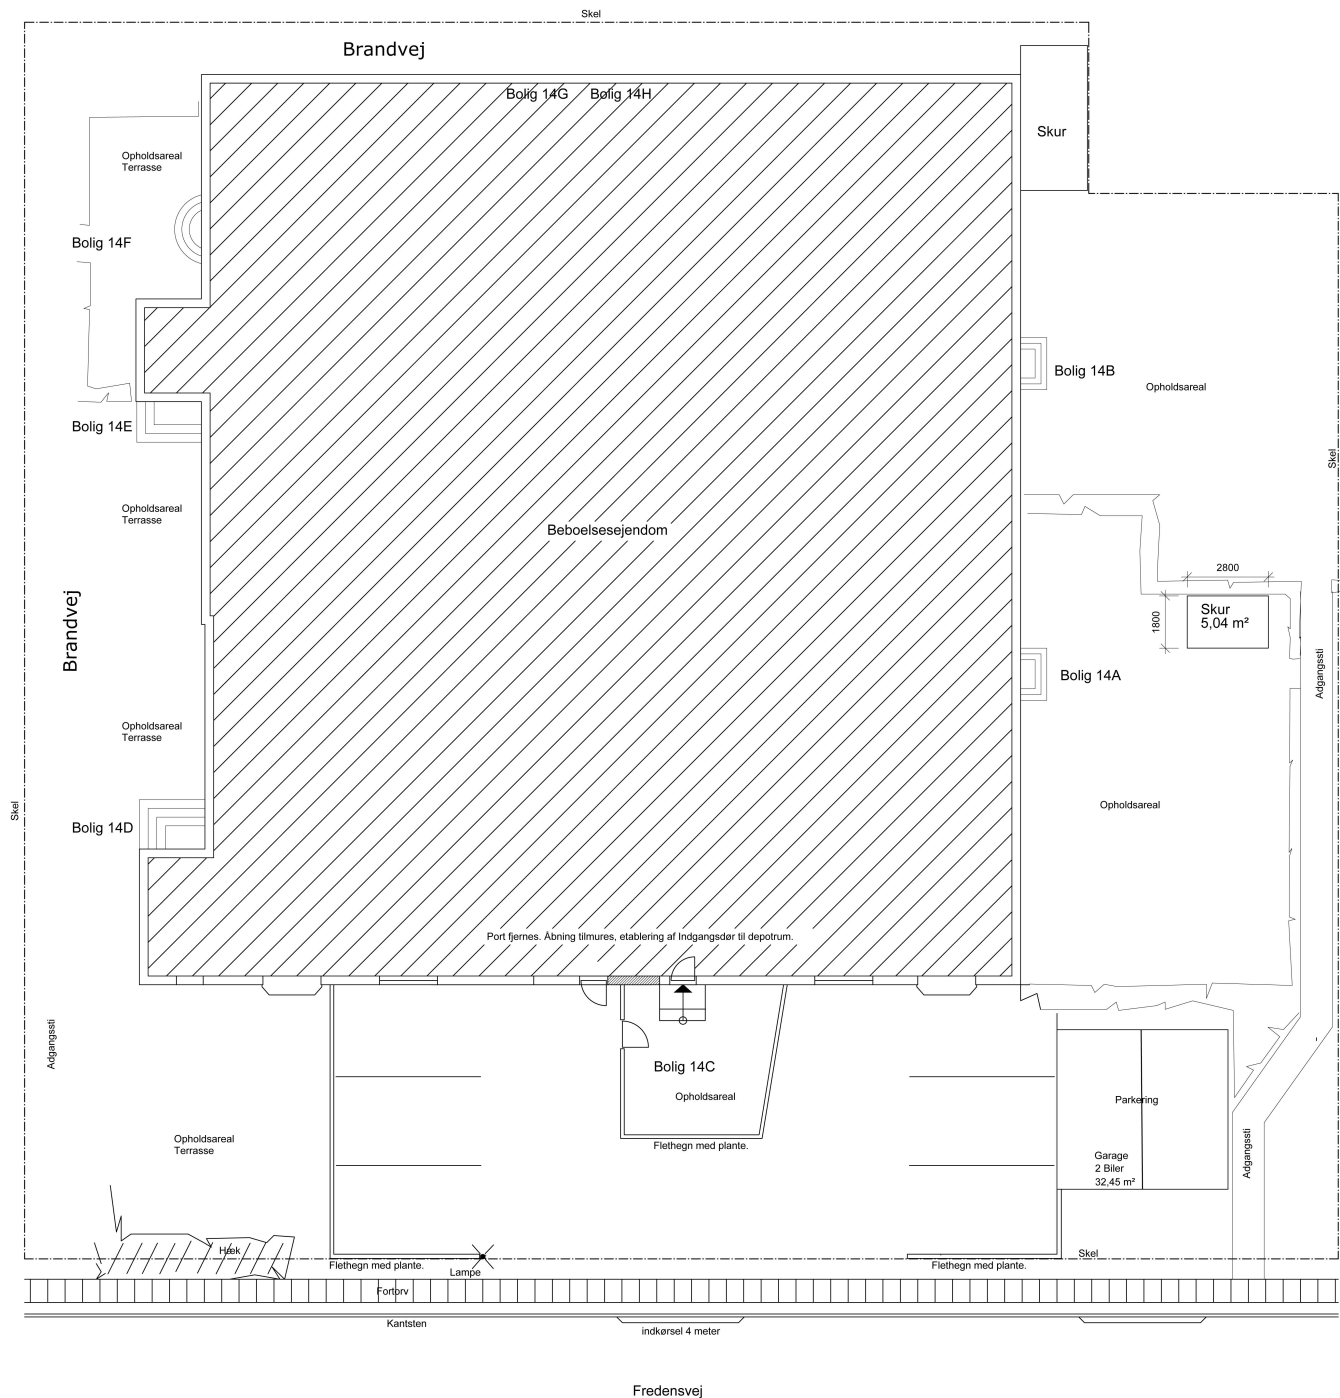 Skel
Brandvej
Bolig 14G
Bolig 14H
Skur
Opholdsareal
Terrasse
Bolig 14F
Bolig 14B
Opholdsareal
Bolig 14E
Skel
Opholdsareal
Terrasse
Beboelsesejendom
2800
Skur
5,04 m²
1800
Brandvej
Adgangssti
Bolig 14A
Opholdsareal
Terrasse
Skel
Opholdsareal
Bolig 14D
Port fjernes. Åbning tilmures, etablering af Indgangsdør til depotrum.
Adgangssti
Bolig 14C
Opholdsareal
Parkering
Opholdsareal
Terrasse
Flethegn med plante.
Garage
2 Biler
32,45 m²
Adgangssti
Hæk
Skel
Flethegn med plante.
Lampe
Flethegn med plante.
Fortorv
Kantsten
indkørsel 4 meter
Fredensvej